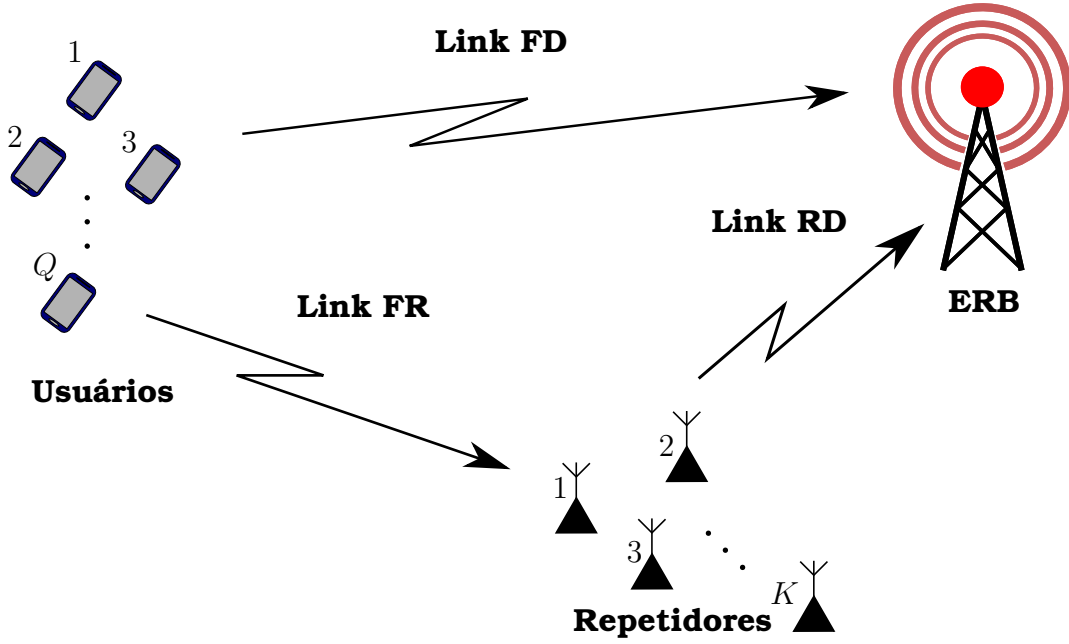 1
Link FD
2
3
Link RD
Q
Link FR
ERB
Usuários
2
1
3
K
Repetidores